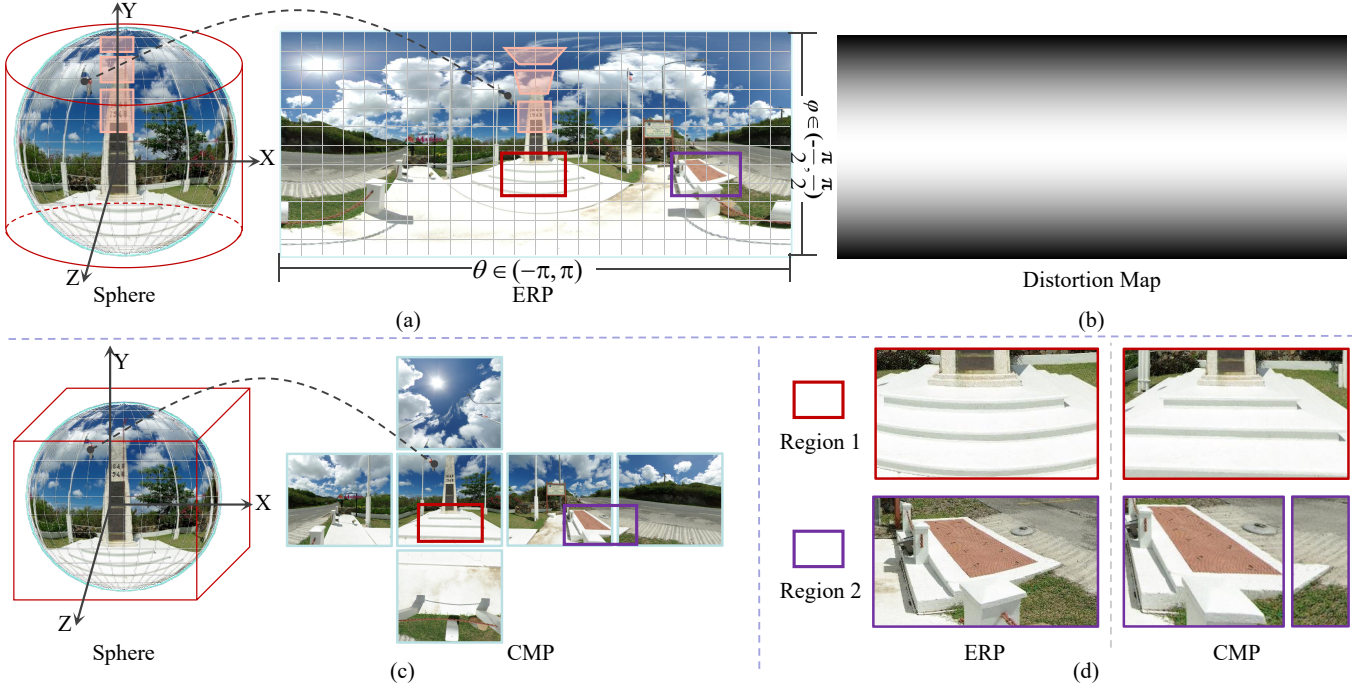 Y
X
Z
Sphere
θ ∈ (−π, π)
ERP
φ ∈ (-π/2, π/2)
(a)
Distortion Map
(b)
Y
X
Z
Sphere
CMP
(c)
Region 1
Region 2
ERP
CMP
(d)